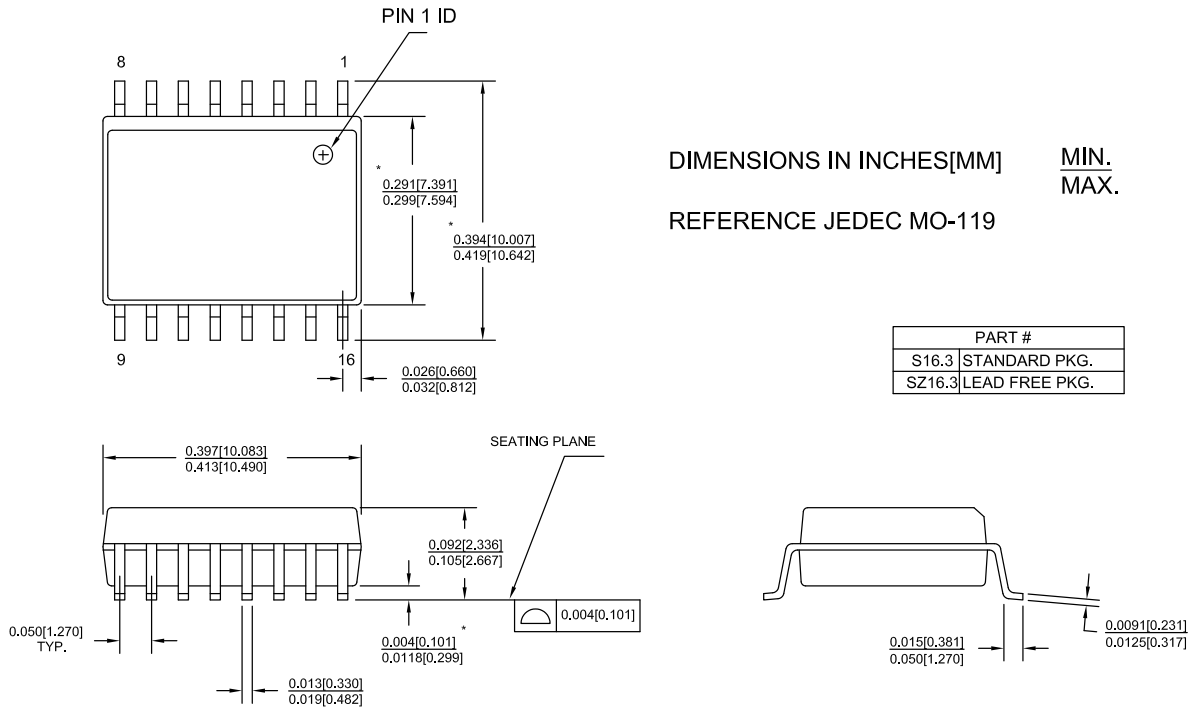 PIN 1 ID
8
1
*
0.291[7.391]
0.299[7.594]
*
0.394[10.007]
0.419[10.642]
9
16
0.026[0.660]
0.032[0.812]
DIMENSIONS IN INCHES[MM]
MIN.
MAX.
REFERENCE JEDEC MO-119
PART #
S16.3 STANDARD PKG.
SZ16.3 LEAD FREE PKG.
0.397[10.083]
0.413[10.490]
SEATING PLANE
0.092[2.336]
0.105[2.667]
0.004[0.101]
0.050[1.270]
TYP.
*
0.004[0.101]
0.0118[0.299]
0.013[0.330]
0.019[0.482]
0.015[0.381]
0.050[1.270]
0.0091[0.231]
0.0125[0.317]